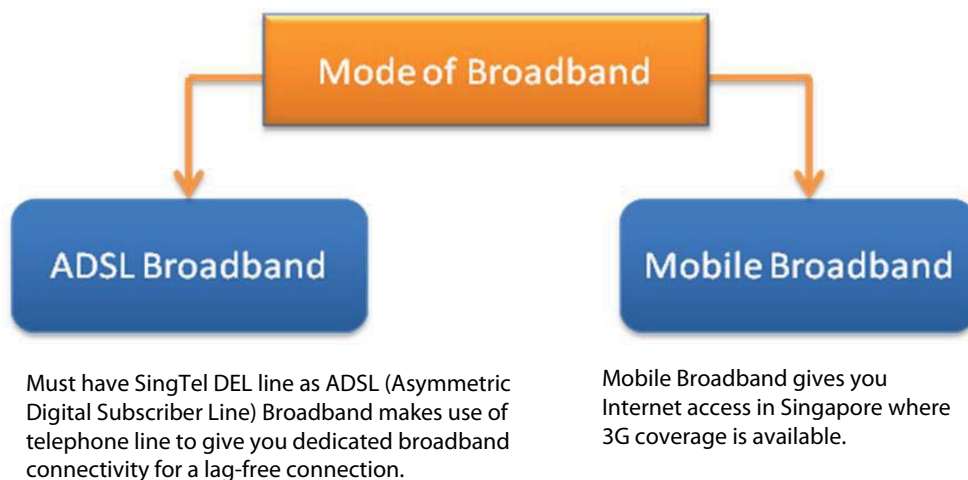 Mode of Broadband
ADSL Broadband
Mobile Broadband
Must have SingTel DEL line as ADSL (Asymmetric
Digital Subscriber Line) Broadband makes use of
telephone line to give you dedicated broadband
connectivity for a lag-free connection.
Mobile Broadband gives you
Internet access in Singapore where
3G coverage is available.